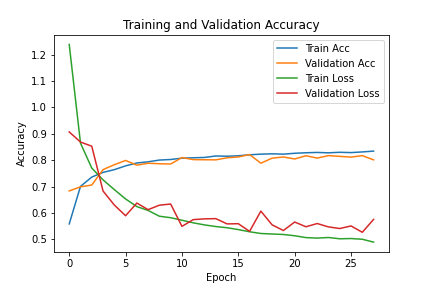 Training and Validation Accuracy
Train Acc
Validation Acc
Train Loss
Validation Loss
1.2
1.1
1.0
0.9
0.8
0.7
0.6
0.5
Accuracy
0
5
10
15
20
25
Epoch